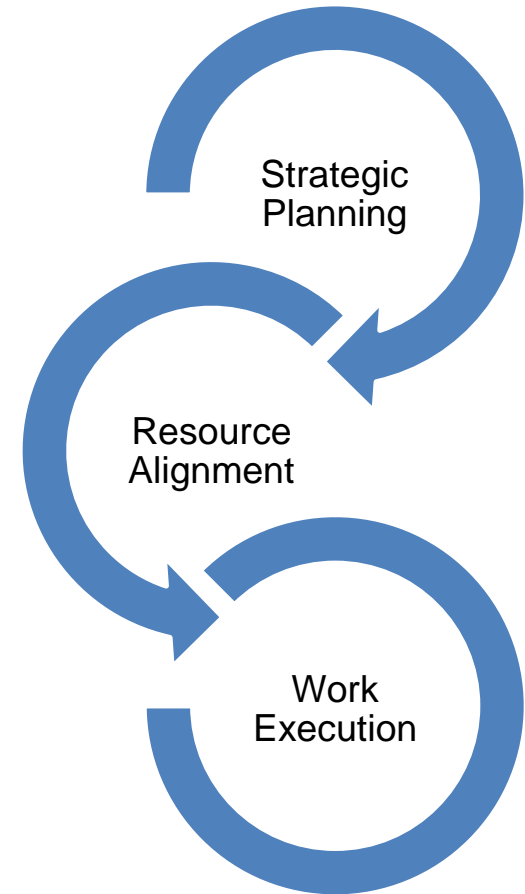 Strategic
Planning
Resource
Alignment
Work
Execution